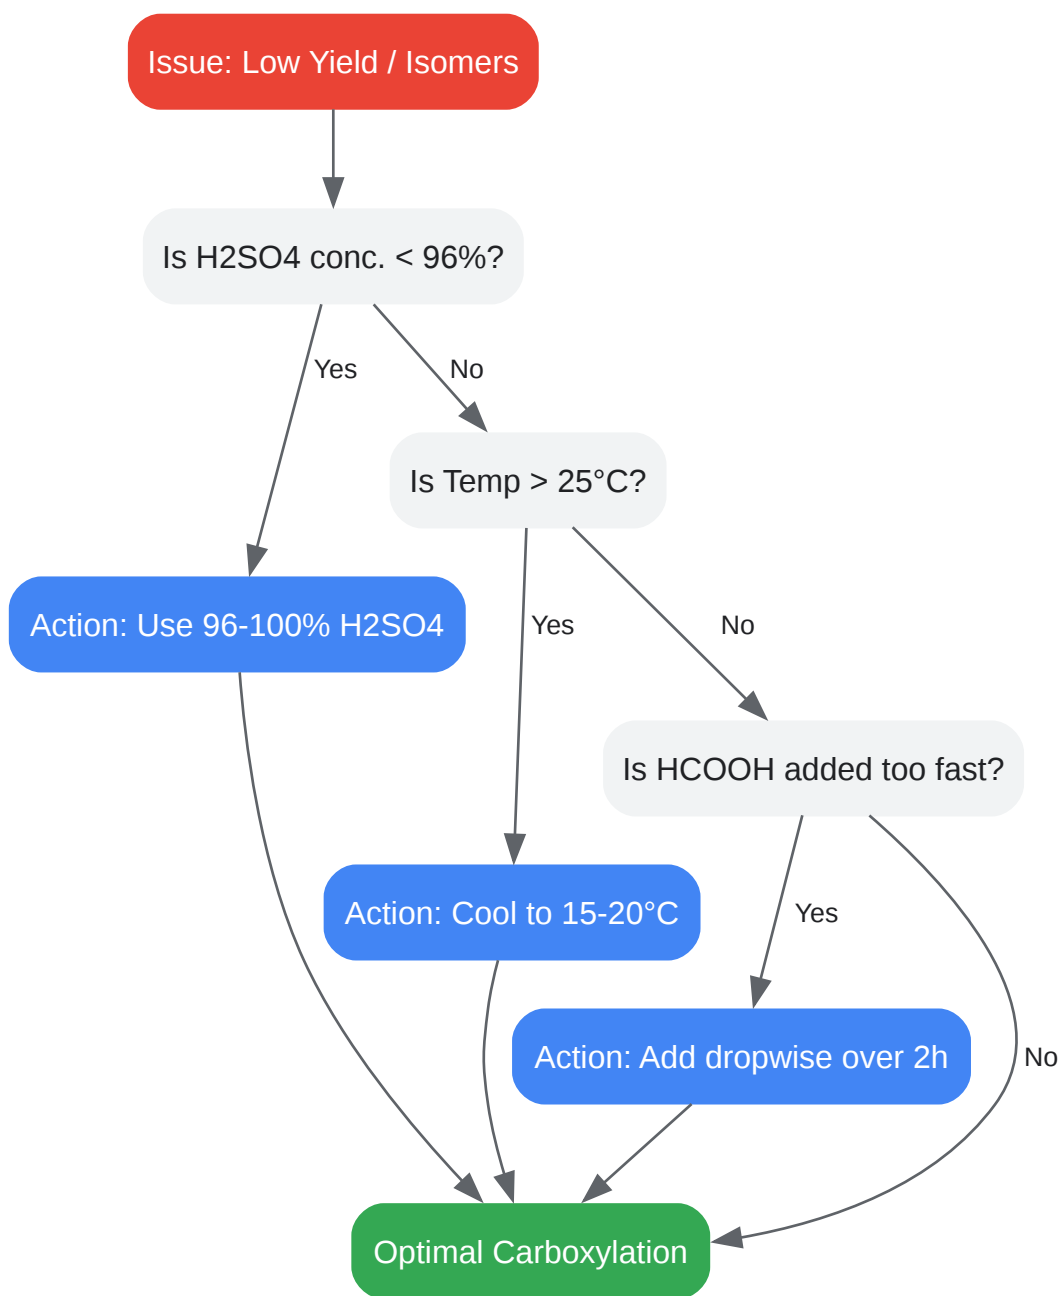 Issue: Low Yield / Isomers
Is H2SO4 conc. < 96%?
Yes
No
Is Temp > 25°C?
Action: Use 96-100% H2SO4
Yes
No
Is HCOOH added too fast?
Action: Cool to 15-20°C
Yes
Action: Add dropwise over 2h
No
Optimal Carboxylation